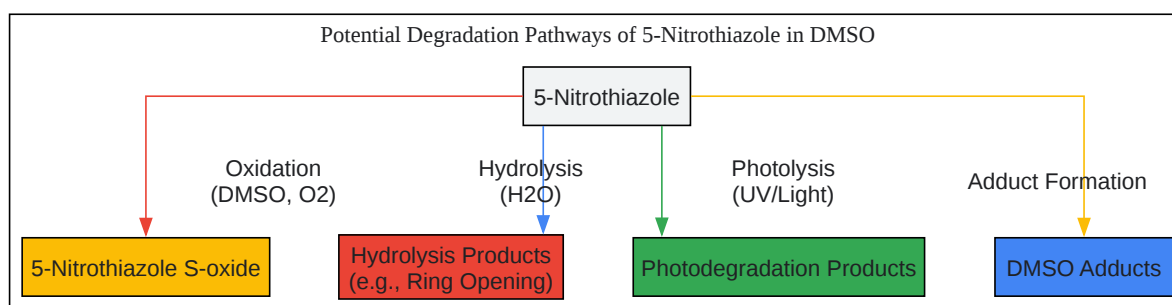 Potential Degradation Pathways of 5-Nitrothiazole in DMSO
5-Nitrothiazole
Oxidation
(DMSO, O2)
Hydrolysis
(H2O)
Photolysis
(UV/Light)
Adduct Formation
5-Nitrothiazole S-oxide
Hydrolysis Products
(e.g., Ring Opening)
Photodegradation Products
DMSO Adducts